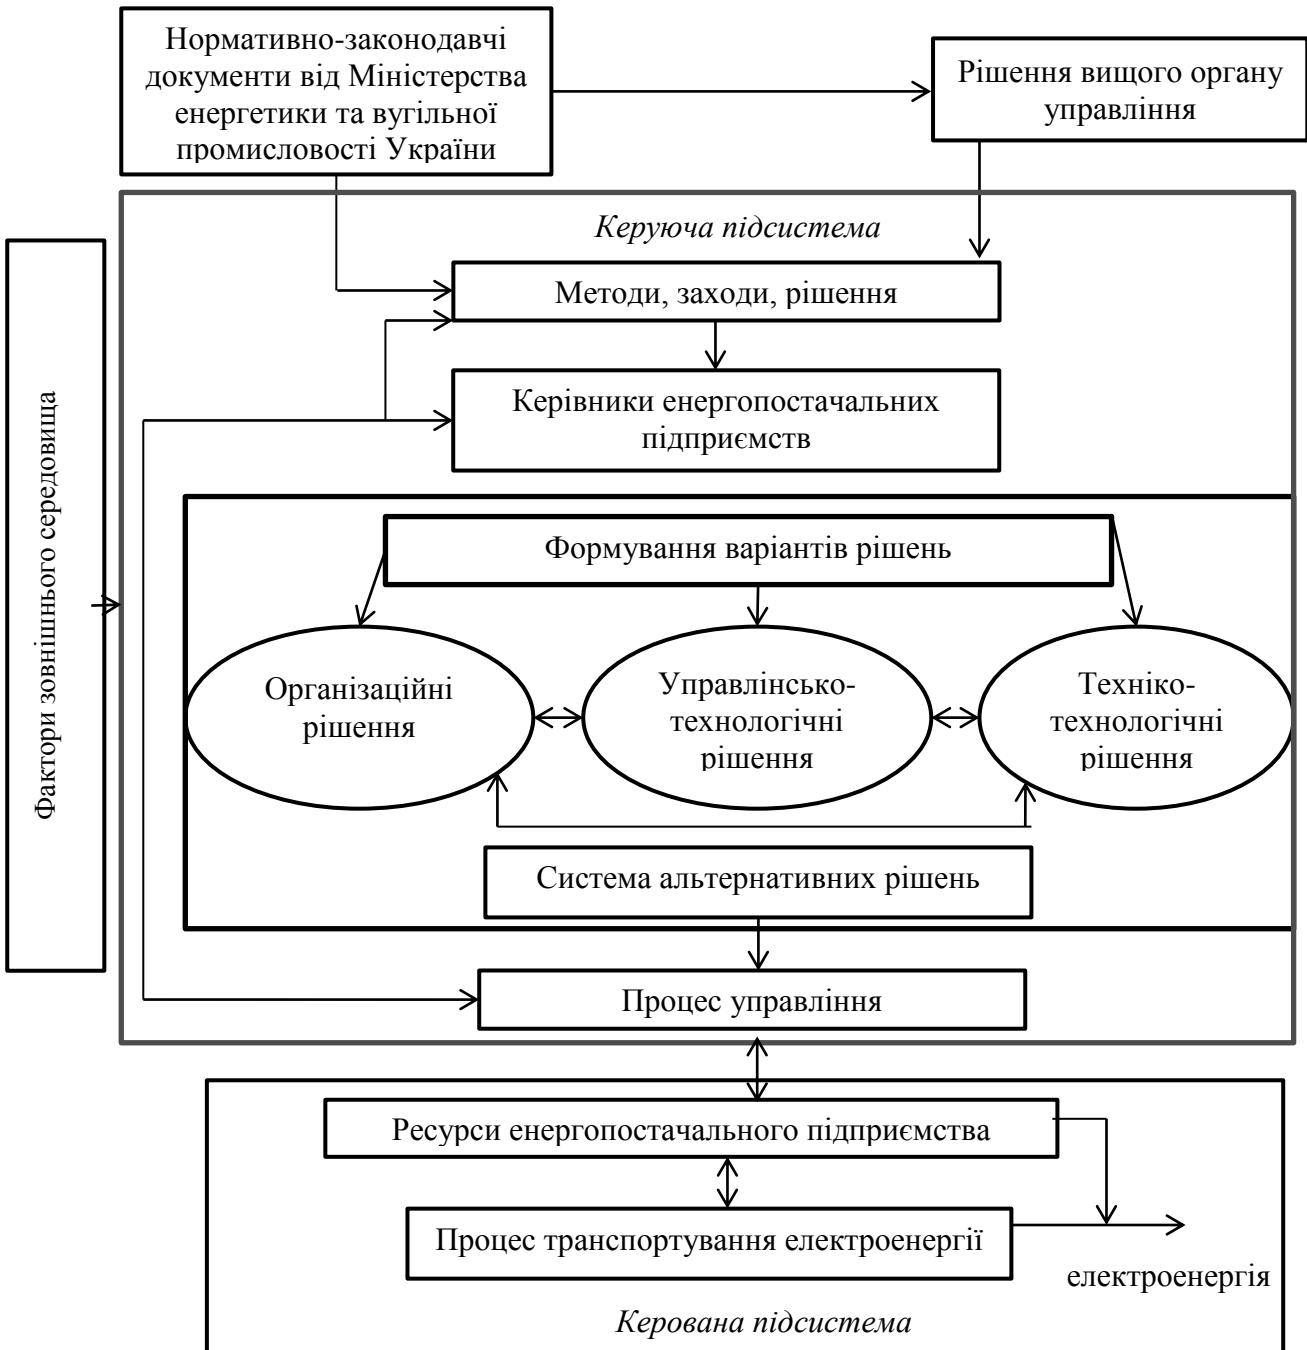 Нормативно-законодавчі
документи від Міністерства
енергетики та вугільної
промисловості України
Рішення вищого органу
управління
Керуюча підсистема
Методи, заходи, рішення
Керівники енергопостачальних
підприємств
Фактори зовнішнього середовища
Формування варіантів рішень
Організаційні
рішення
Управлінсько-
технологічні
рішення
Техніко-
технологічні
рішення
Система альтернативних рішень
Процес управління
Ресурси енергопостачального підприємства
Процес транспортування електроенергії
електроенергія
Керована підсистема